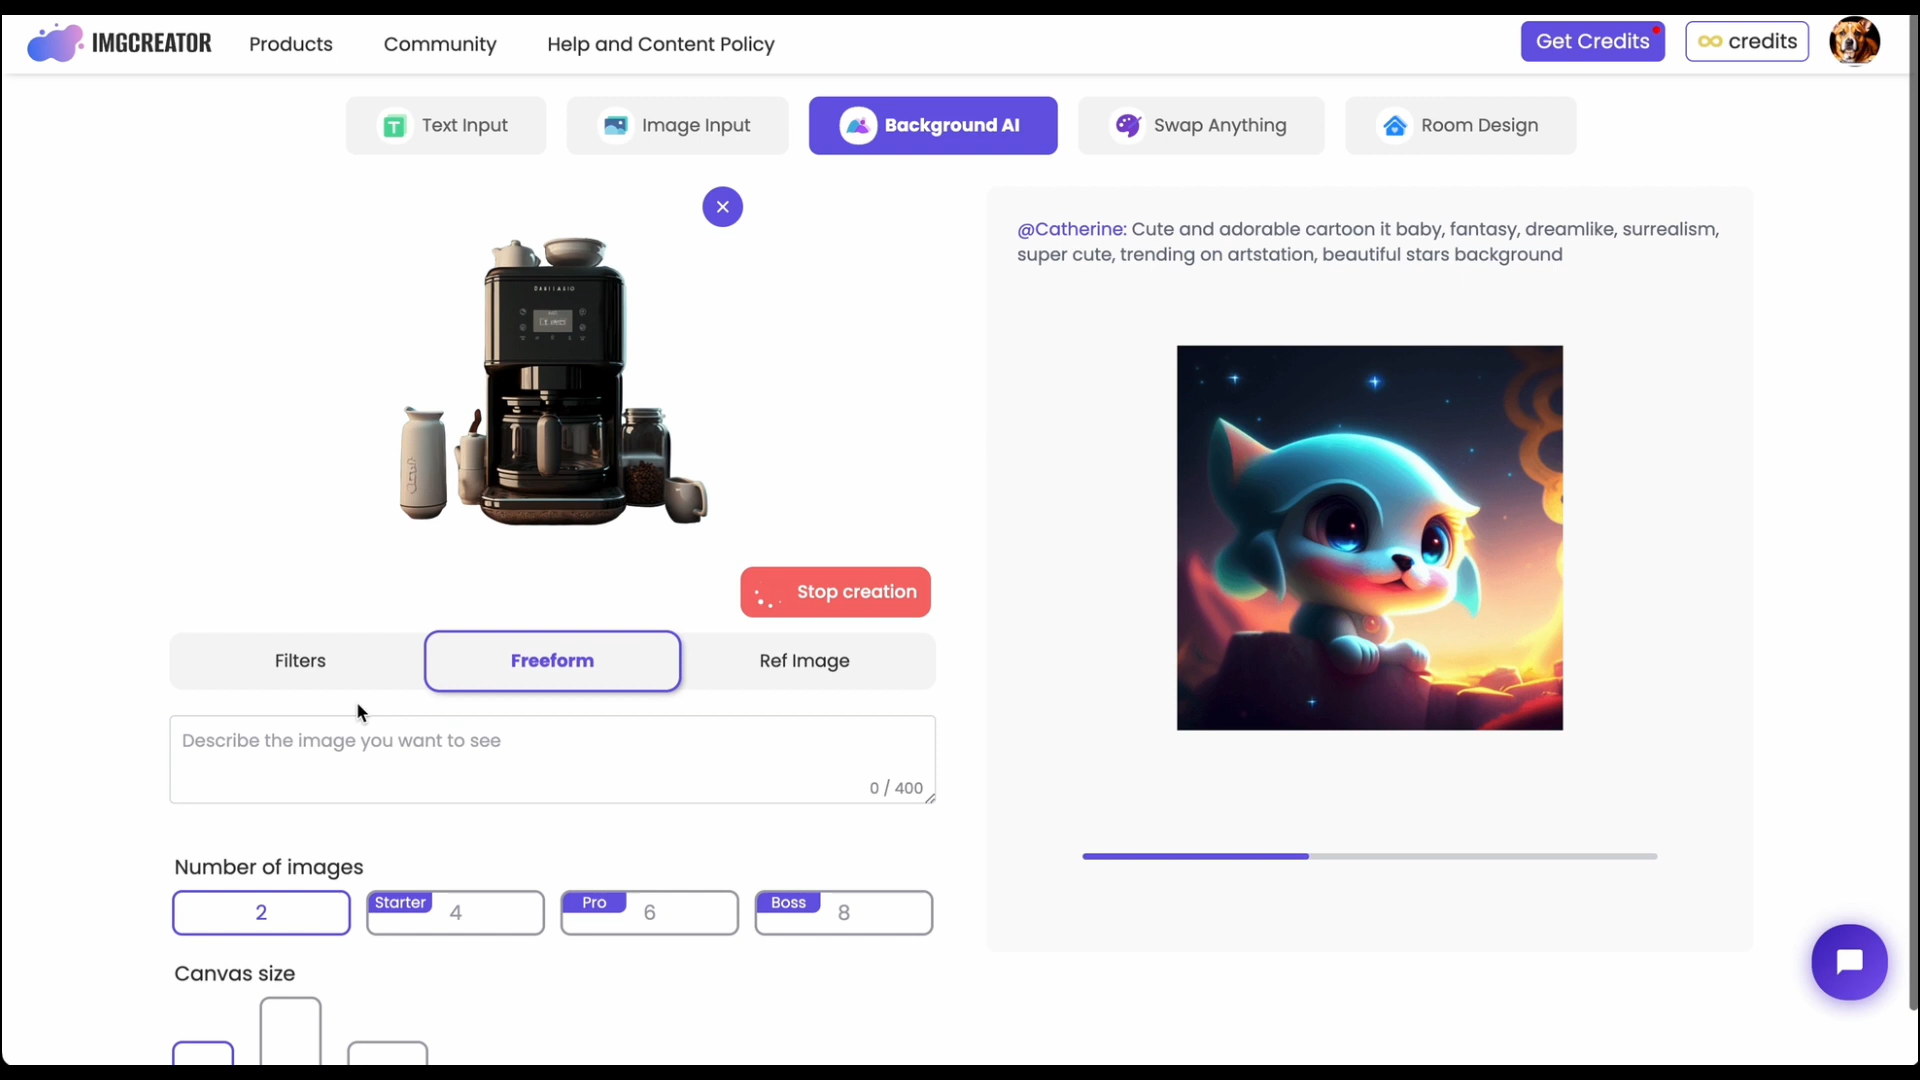 IMGCREATOR
Products
Community
Help and Content Policy
Get Credits
credits
Text Input
Image Input
Background AI
Swap Anything
Room Design
@Catherine: Cute and adorable cartoon it baby, fantasy, dreamlike, surrealism,
super cute, trending on artstation, beautiful stars background
Stop creation
Filters
Freeform
Ref Image
Describe the image you want to see
0 / 400
Number of images
2
Starter
4
Pro
6
Boss
8
Canvas size